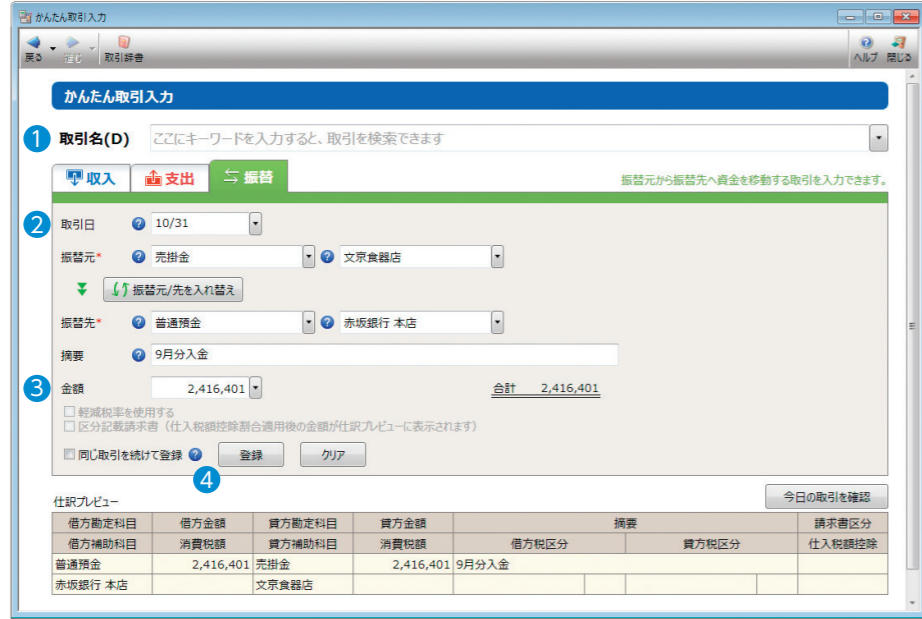 かんたん取引入力
戻る 進む 取引辞書 ヘルプ 閉じる
かんたん取引入力
1 取引名(D) ここにキーワードを入力すると、取引を検索できます
収入 支出 振替 振替元から振替先へ資金を移動する取引を入力できます。
2 取引日 ? 10/31
振替元* ? 売掛金 ? 文京食器店
振替元/先を入れ替え
振替先* ? 普通預金 ? 赤坂銀行 本店
摘要 ? 9月分入金
3 金額 2,416,401 合計 2,416,401
軽減税率を使用する
区分記載請求書（仕入税額控除割合適用後の金額が仕訳プレビューに表示されます）
同じ取引を続けて登録 ? 登録 クリア
4
仕訳プレビュー 今日の取引を確認
借方勘定科目 借方金額 貸方勘定科目 貸方金額 摘要 請求書区分
借方補助科目 消費税額 貸方補助科目 消費税額 借方税区分 貸方税区分 仕入税額控除
普通預金 2,416,401 売掛金 2,416,401 9月分入金
赤坂銀行 本店 文京食器店